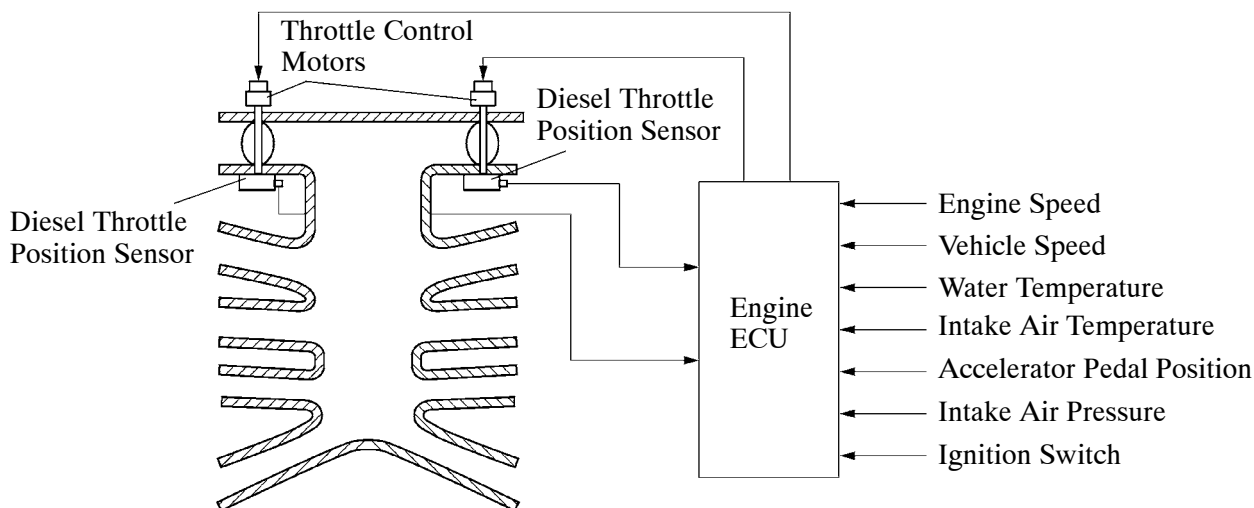 Throttle Control
Motors
Diesel Throttle
Position Sensor
Diesel Throttle
Position Sensor
Engine
ECU
Engine Speed
Vehicle Speed
Water Temperature
Intake Air Temperature
Accelerator Pedal Position
Intake Air Pressure
Ignition Switch